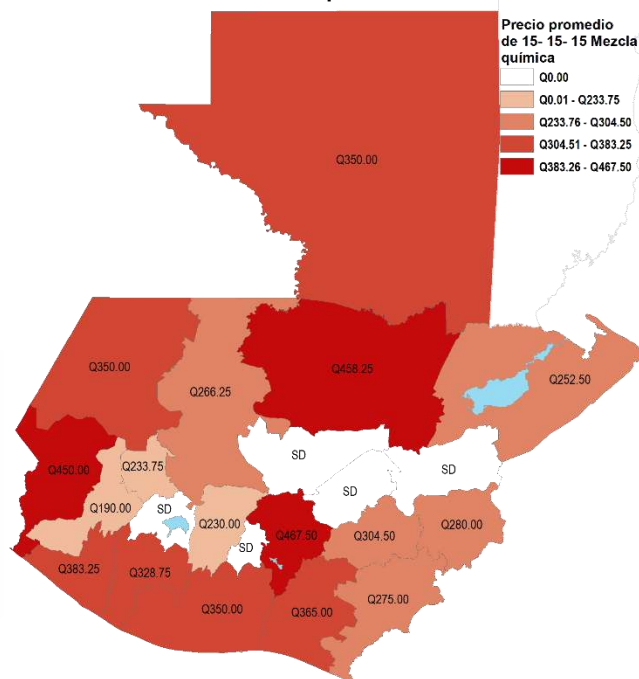 Precio promedio
de 15- 15- 15 Mezcla
química
Q0.00
Q0.01 - Q233.75
Q233.76 - Q304.50
Q304.51 - Q383.25
Q383.26 - Q467.50
Q350.00
Q350.00
Q266.25
Q458.25
Q252.50
Q450.00
Q233.75
SD
SD
SD
Q190.00
SD
Q230.00
SD
Q467.50
Q304.50
Q280.00
Q383.25
Q328.75
Q350.00
Q365.00
Q275.00